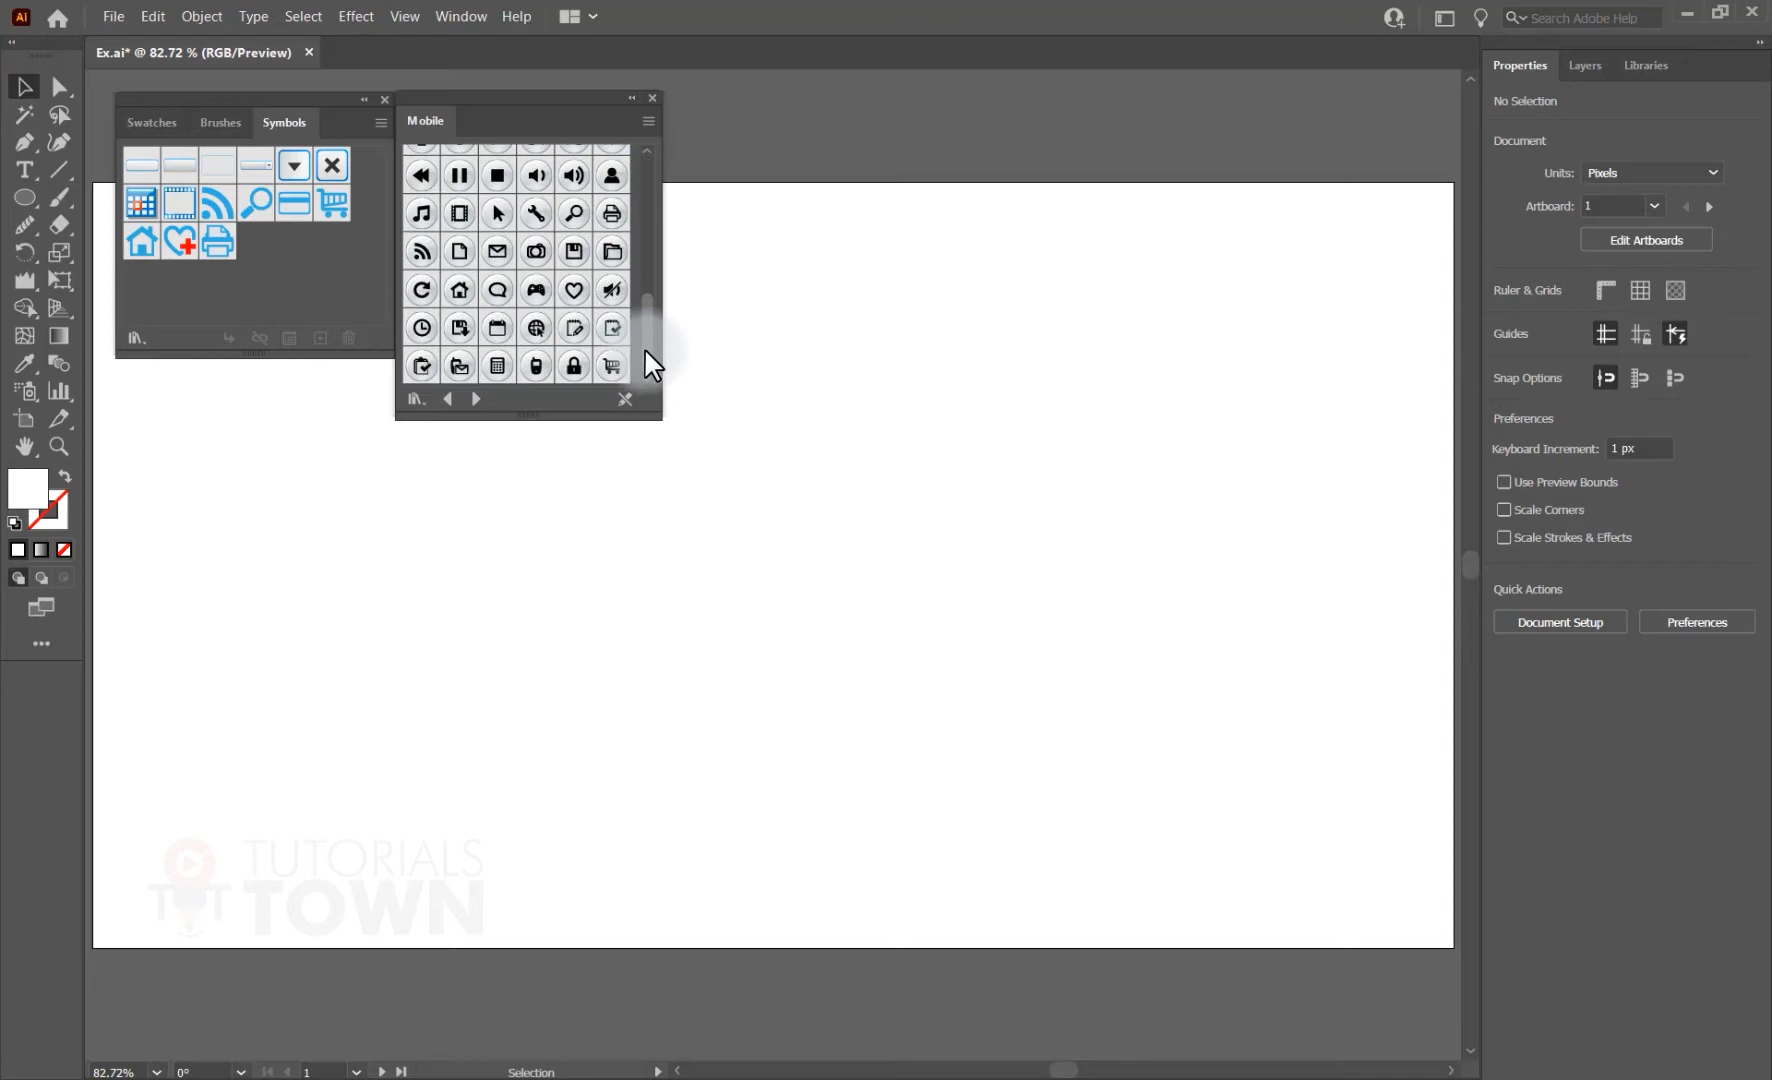 Ai
File Edit Object Type Select Effect View Window Help
Search Adobe Help
Ex.ai* @ 82.72 % (RGB/Preview)
Swatches Brushes Symbols
Mobile
Properties Layers Libraries
No Selection
Document
Units: Pixels
Artboard: 1
Edit Artboards
Ruler & Grids
Guides
Snap Options
Preferences
Keyboard Increment: 1 px
Use Preview Bounds
Scale Corners
Scale Strokes & Effects
Quick Actions
Document Setup Preferences
TUTORIALS
TOWN
82.72% 0° 1 Selection